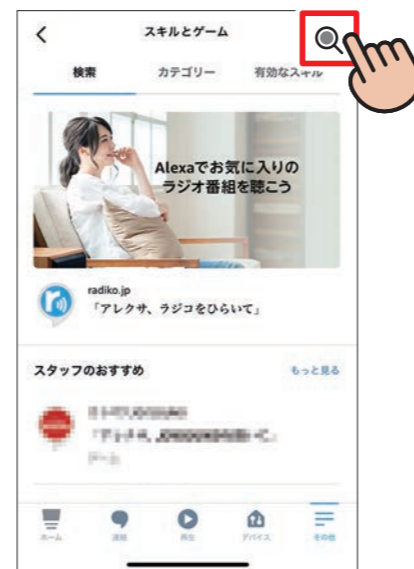 スキルとゲーム
検索
カテゴリー
有効なスキル
Alexaでお気に入りの
ラジオ番組を聴こう
radiko.jp
「アレクサ、ラジコをひらいて」
スタッフのおすすめ
もっと見る
ホーム
連絡
再生
デバイス
その他